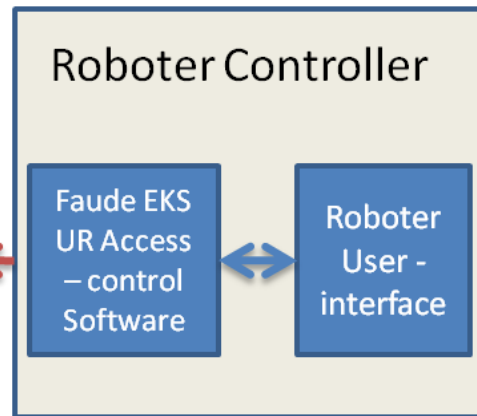 Roboter Controller
Faude EKS
UR Access
– control
Software
Roboter
User -
interface